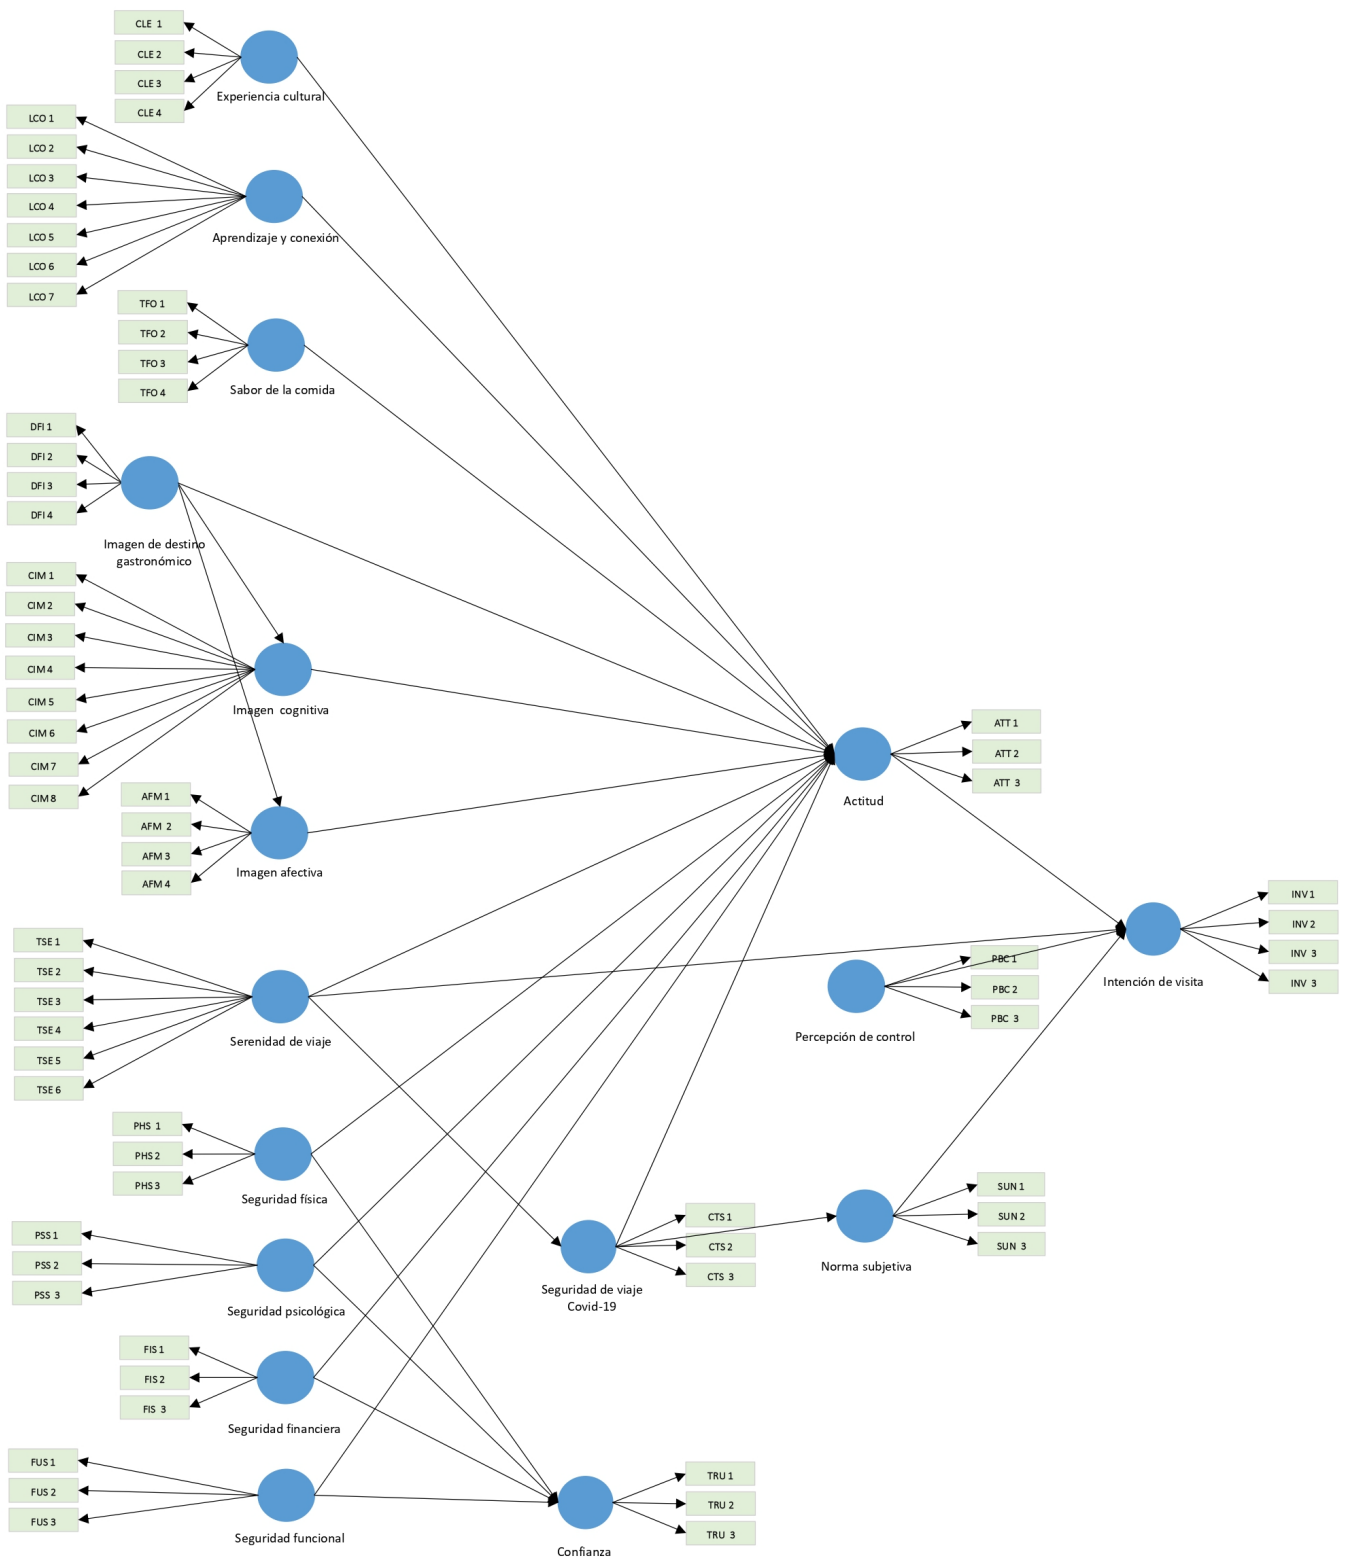 CLE 1
CLE 2
CLE 3
CLE 4
Experiencia cultural
LCO 1
LCO 2
LCO 3
LCO 4
LCO 5
LCO 6
LCO 7
Aprendizaje y conexión
TFO 1
TFO 2
TFO 3
TFO 4
Sabor de la comida
DFI 1
DFI 2
DFI 3
DFI 4
Imagen de destino
gastronómico
CIM 1
CIM 2
CIM 3
CIM 4
CIM 5
CIM 6
CIM 7
CIM 8
Imagen cognitiva
AFM 1
AFM 2
AFM 3
AFM 4
Imagen afectiva
ATT 1
ATT 2
ATT 3
Actitud
TSE 1
TSE 2
TSE 3
TSE 4
TSE 5
TSE 6
Serenidad de viaje
PBC 1
PBC 2
PBC 3
Percepción de control
INV 1
INV 2
INV 3
INV 3
Intención de visita
PHS 1
PHS 2
PHS 3
Seguridad física
PSS 1
PSS 2
PSS 3
Seguridad psicológica
CTS 1
CTS 2
CTS 3
Seguridad de viaje
Covid-19
SUN 1
SUN 2
SUN 3
Norma subjetiva
FIS 1
FIS 2
FIS 3
Seguridad financiera
FUS 1
FUS 2
FUS 3
Seguridad funcional
TRU 1
TRU 2
TRU 3
Confianza